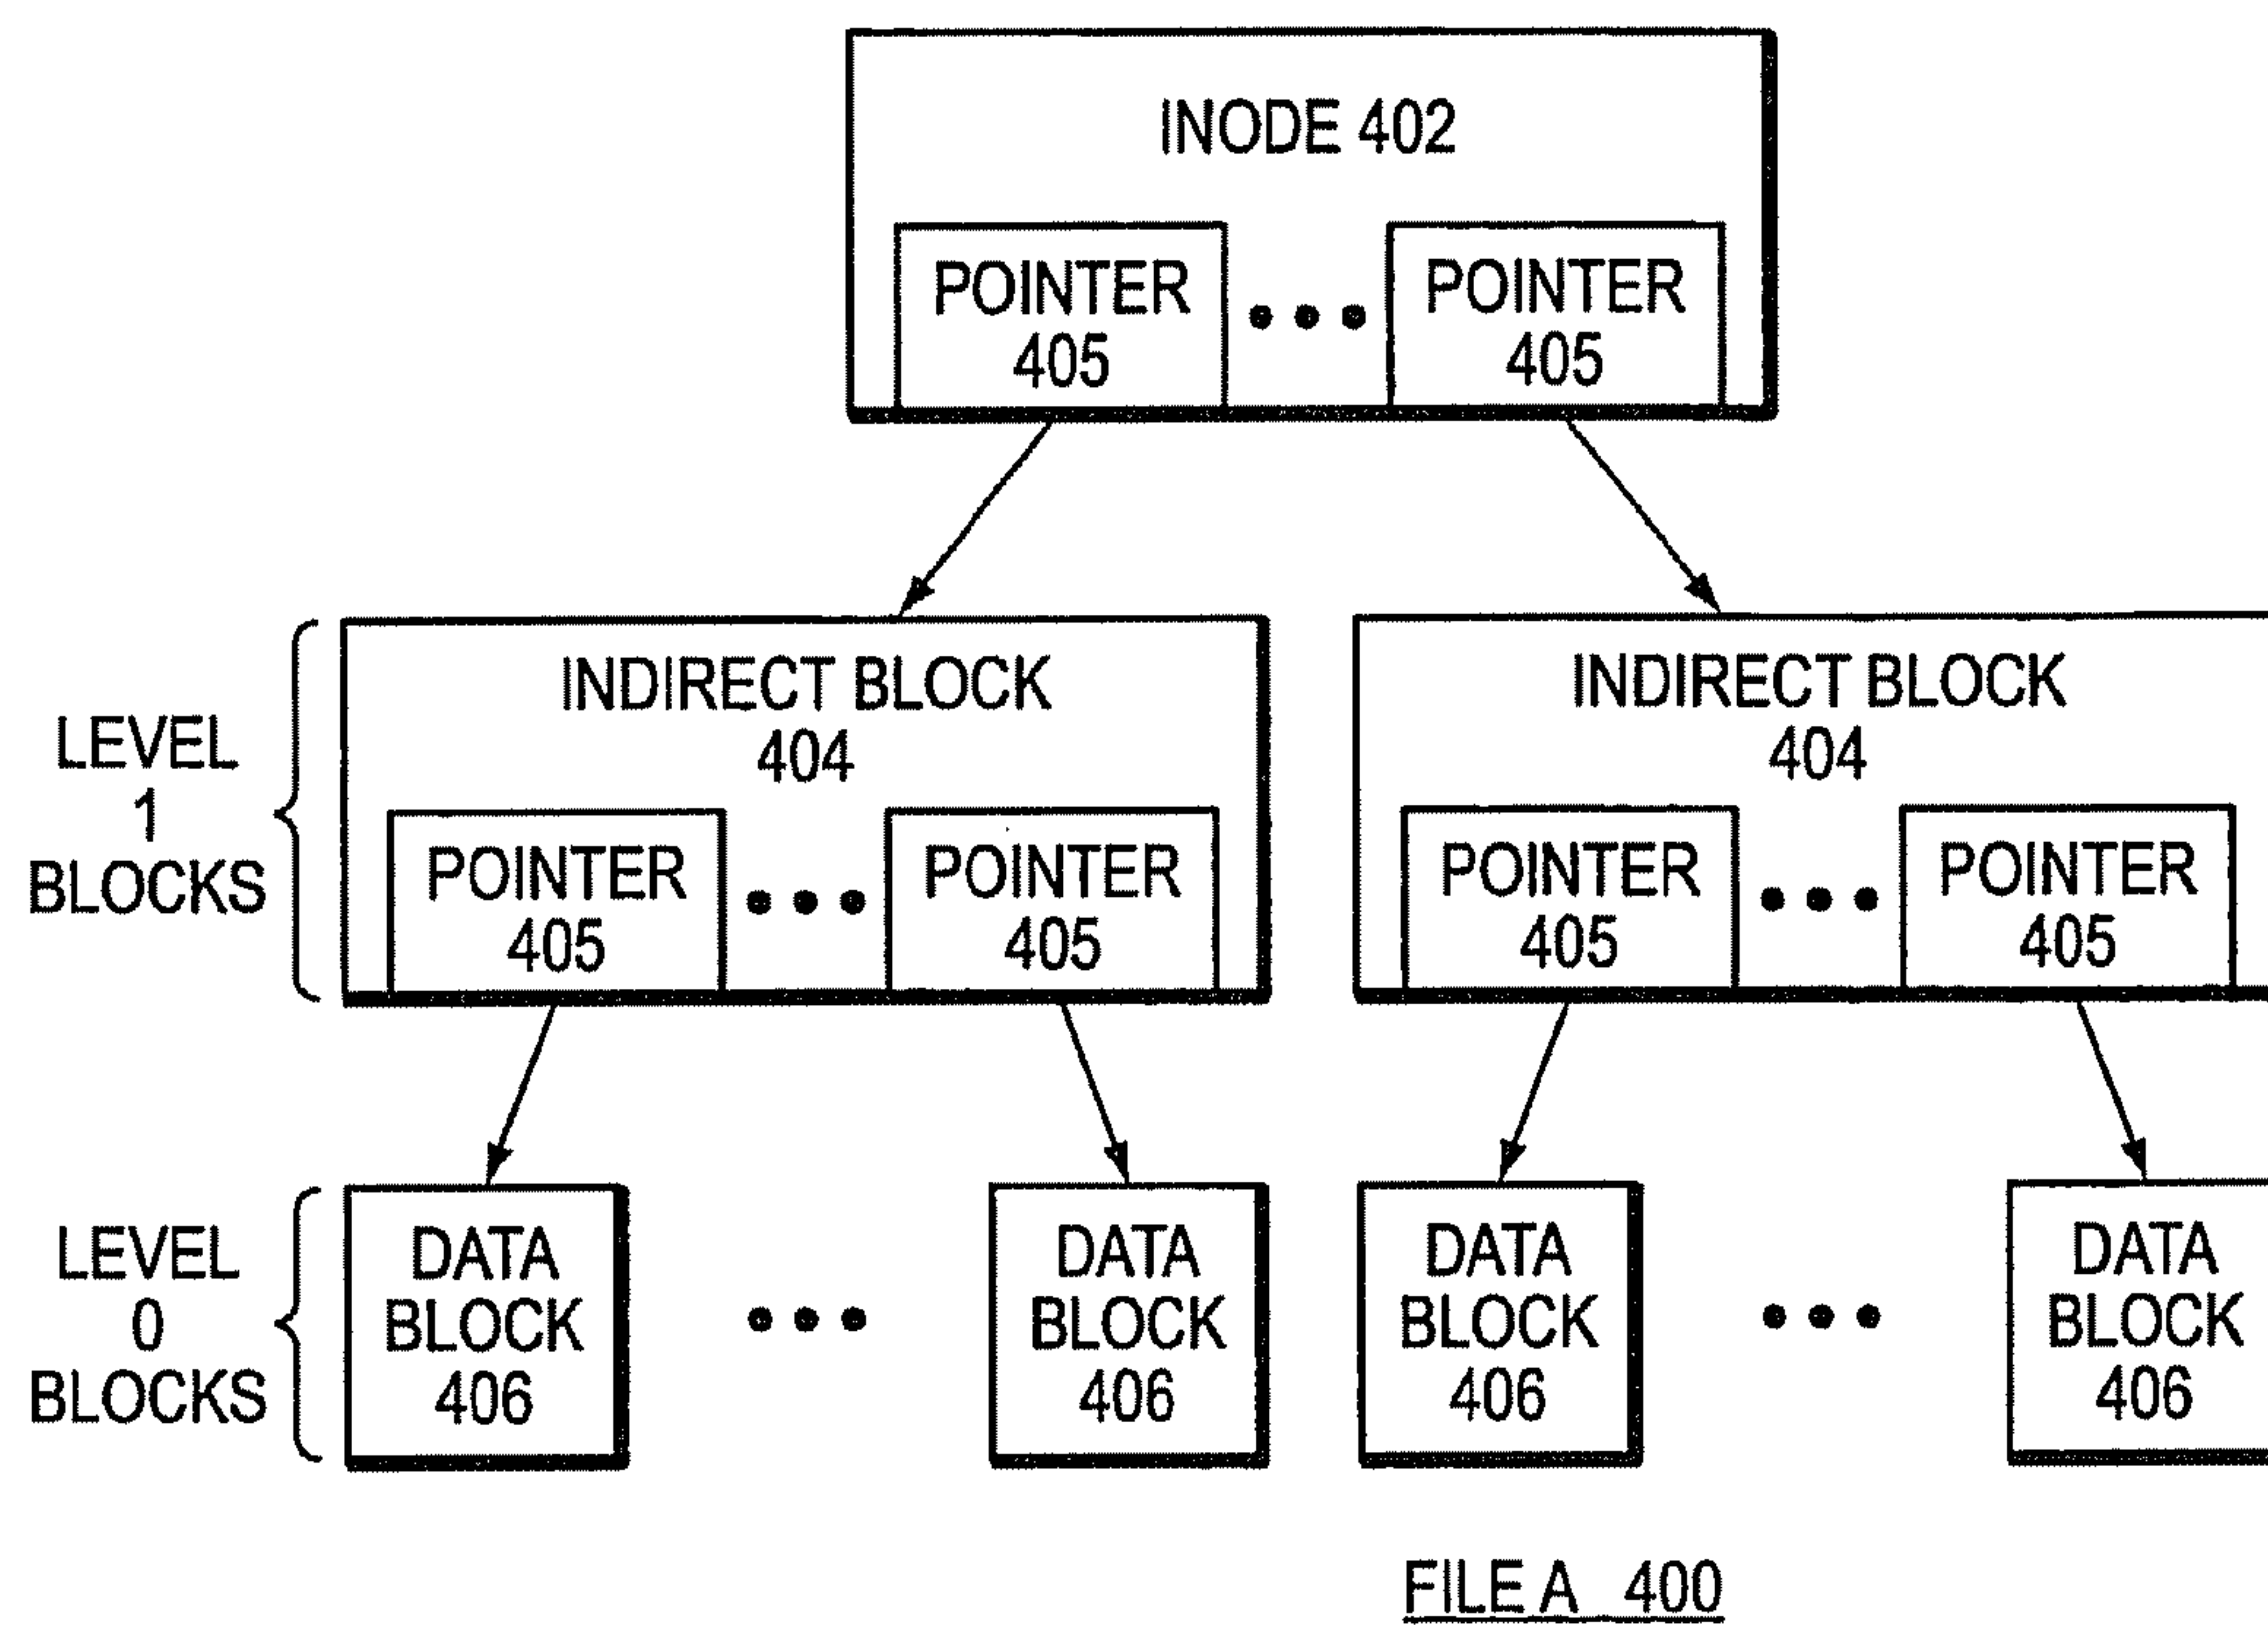 INODE 402
POINTER
405
POINTER
405
LEVEL
1
BLOCKS
INDIRECT BLOCK
404
POINTER
405
POINTER
405
INDIRECT BLOCK
404
POINTER
405
POINTER
405
LEVEL
0
BLOCKS
DATA
BLOCK
406
DATA
BLOCK
406
DATA
BLOCK
406
DATA
BLOCK
406
FILE A 400